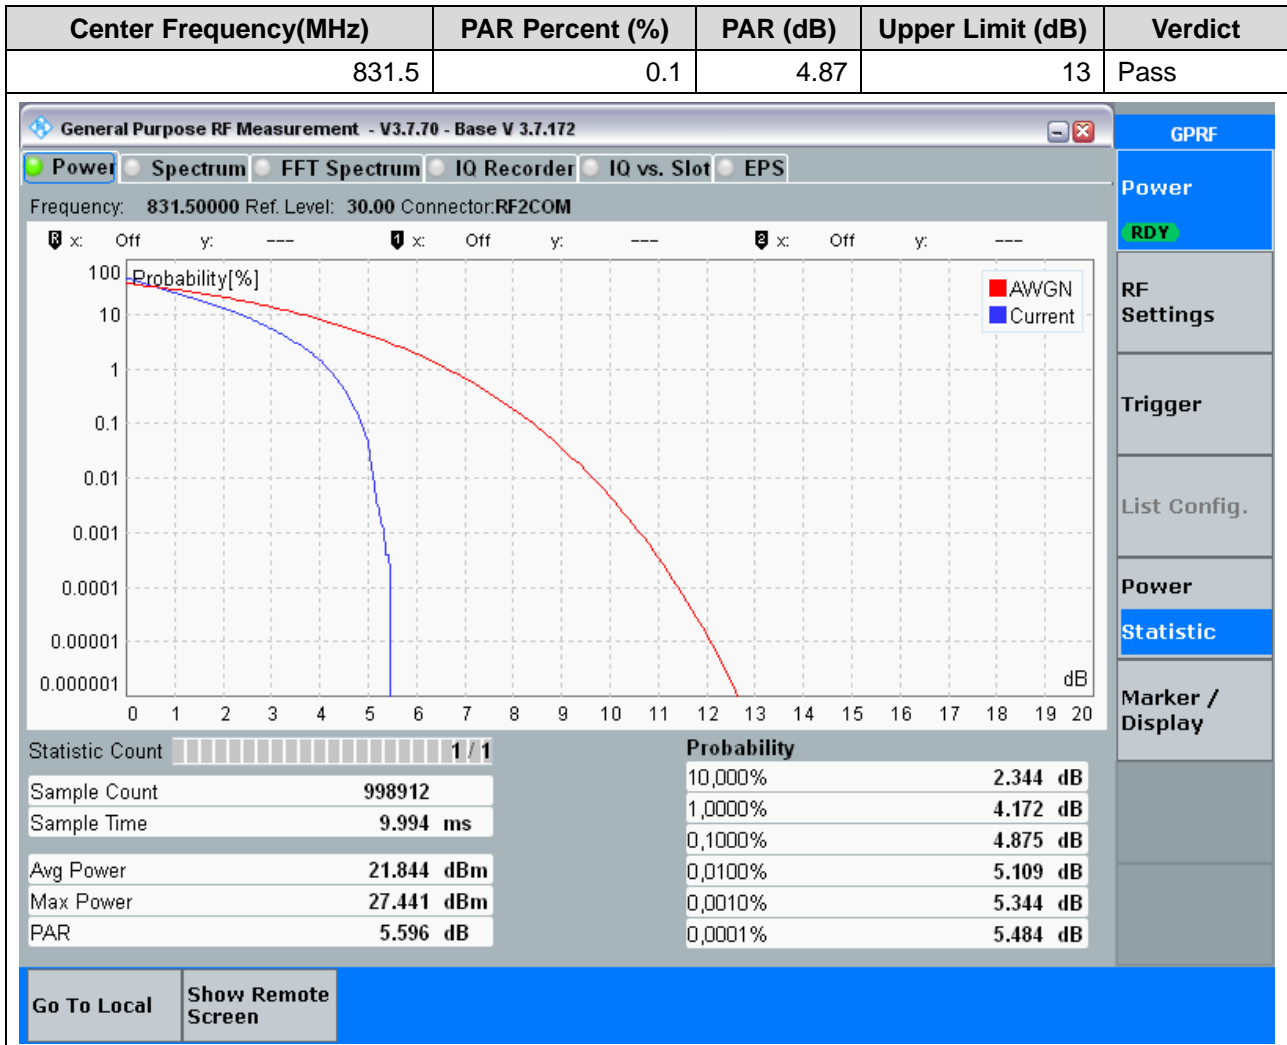 Center Frequency(MHz) PAR Percent (%) PAR (dB) Upper Limit (dB) Verdict
831.5 0.1 4.87 13 Pass
General Purpose RF Measurement - V3.7.70 - Base V 3.7.172
GPRF
Power Spectrum FFT Spectrum IQ Recorder IQ vs. Slot EPS
Power
RDY
Frequency: 831.50000 Ref. Level: 30.00 Connector:RF2COM
R x: Off y: --- 1 x: Off y: --- 2 x: Off y: ---
Probability[%]
AWGN
Current
100
10
1
0.1
0.01
0.001
0.0001
0.00001
0.000001
dB
0 1 2 3 4 5 6 7 8 9 10 11 12 13 14 15 16 17 18 19 20
RF
Settings
Trigger
List Config.
Power
Statistic
Marker /
Display
Statistic Count 1 / 1
Sample Count 998912
Sample Time 9.994 ms
Avg Power 21.844 dBm
Max Power 27.441 dBm
PAR 5.596 dB
Probability
10,000% 2.344 dB
1,0000% 4.172 dB
0,1000% 4.875 dB
0,0100% 5.109 dB
0,0010% 5.344 dB
0,0001% 5.484 dB
Go To Local
Show Remote
Screen